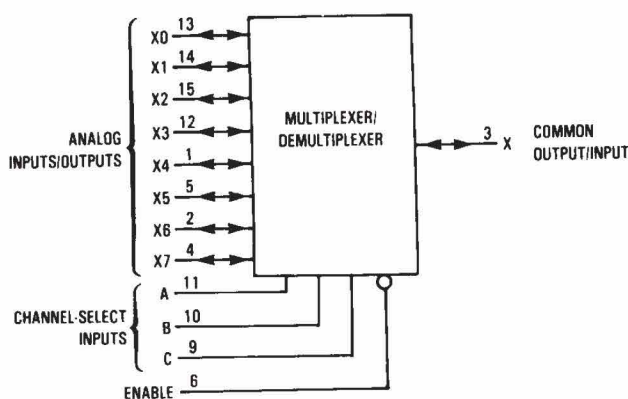 X0 13
X1 14
X2 15
X3 12
X4 1
X5 5
X6 2
X7 4
ANALOG
INPUTS/OUTPUTS
MULTIPLEXER/
DEMULTIPLEXER
3 X
COMMON
OUTPUT/INPUT
A 11
B 10
C 9
CHANNEL-SELECT
INPUTS
ENABLE 6